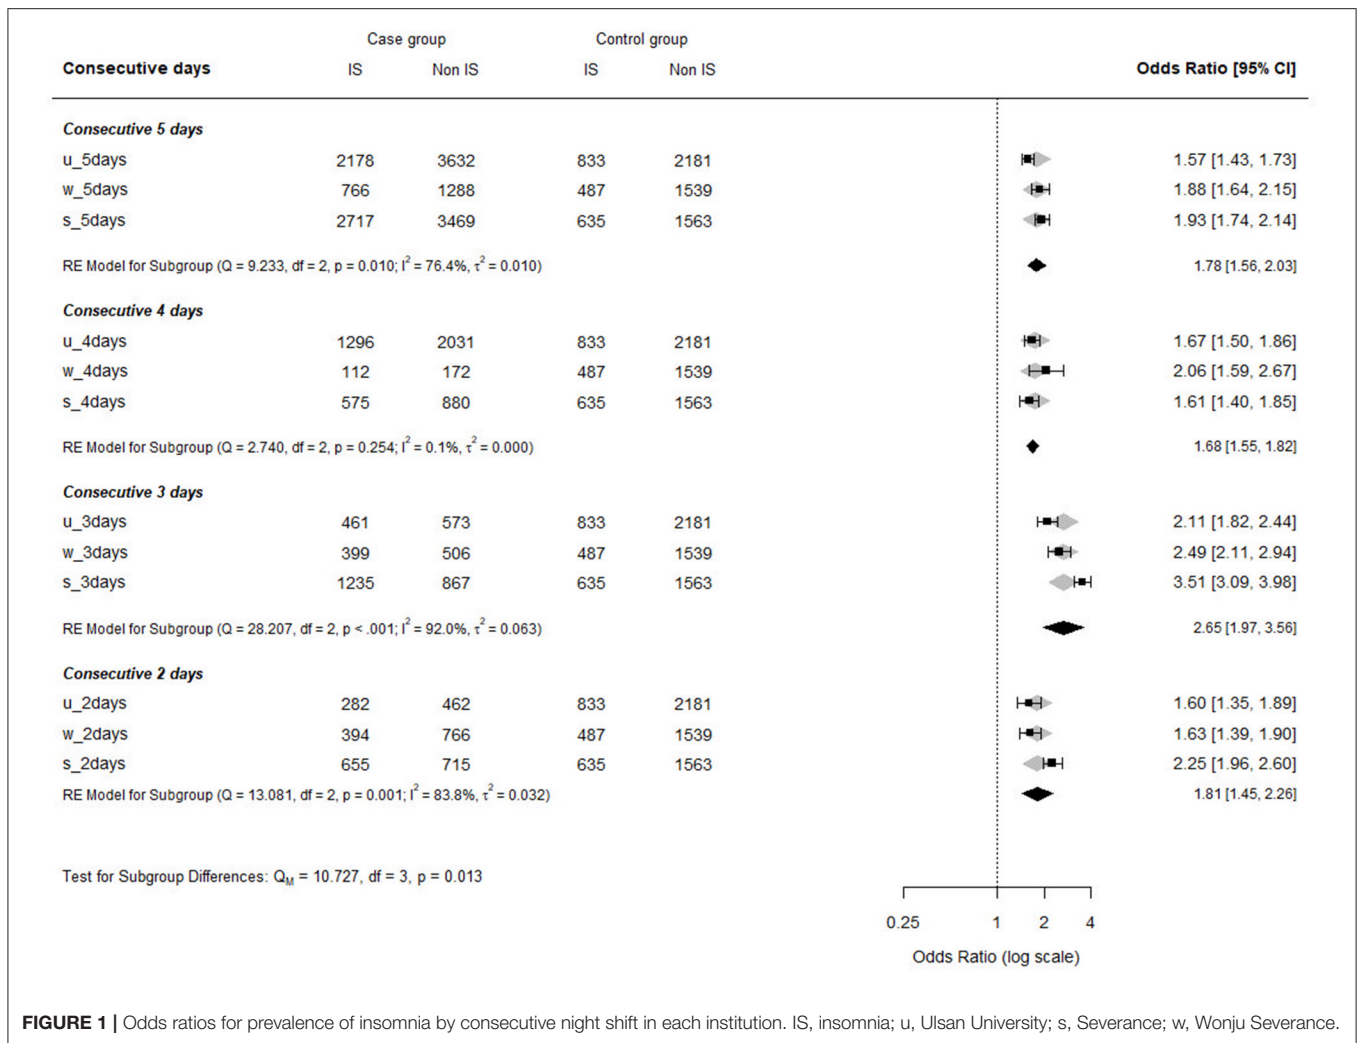 Case group Control group
Consecutive days IS Non IS IS Non IS Odds Ratio [95% CI]
Consecutive 5 days
u_5days 2178 3632 833 2181 1.57 [1.43, 1.73]
w_5days 766 1288 487 1539 1.88 [1.64, 2.15]
s_5days 2717 3469 635 1563 1.93 [1.74, 2.14]
RE Model for Subgroup (Q = 9.233, df = 2, p = 0.010; I² = 76.4%, τ² = 0.010) 1.78 [1.56, 2.03]
Consecutive 4 days
u_4days 1296 2031 833 2181 1.67 [1.50, 1.86]
w_4days 112 172 487 1539 2.06 [1.59, 2.67]
s_4days 575 880 635 1563 1.61 [1.40, 1.85]
RE Model for Subgroup (Q = 2.740, df = 2, p = 0.254; I² = 0.1%, τ² = 0.000) 1.68 [1.55, 1.82]
Consecutive 3 days
u_3days 461 573 833 2181 2.11 [1.82, 2.44]
w_3days 399 506 487 1539 2.49 [2.11, 2.94]
s_3days 1235 867 635 1563 3.51 [3.09, 3.98]
RE Model for Subgroup (Q = 28.207, df = 2, p < .001; I² = 92.0%, τ² = 0.063) 2.65 [1.97, 3.56]
Consecutive 2 days
u_2days 282 462 833 2181 1.60 [1.35, 1.89]
w_2days 394 766 487 1539 1.63 [1.39, 1.90]
s_2days 655 715 635 1563 2.25 [1.96, 2.60]
RE Model for Subgroup (Q = 13.081, df = 2, p = 0.001; I² = 83.8%, τ² = 0.032) 1.81 [1.45, 2.26]
Test for Subgroup Differences: Q_M = 10.727, df = 3, p = 0.013
0.25 1 2 4
Odds Ratio (log scale)
FIGURE 1 | Odds ratios for prevalence of insomnia by consecutive night shift in each institution. IS, insomnia; u, Ulsan University; s, Severance; w, Wonju Severance.